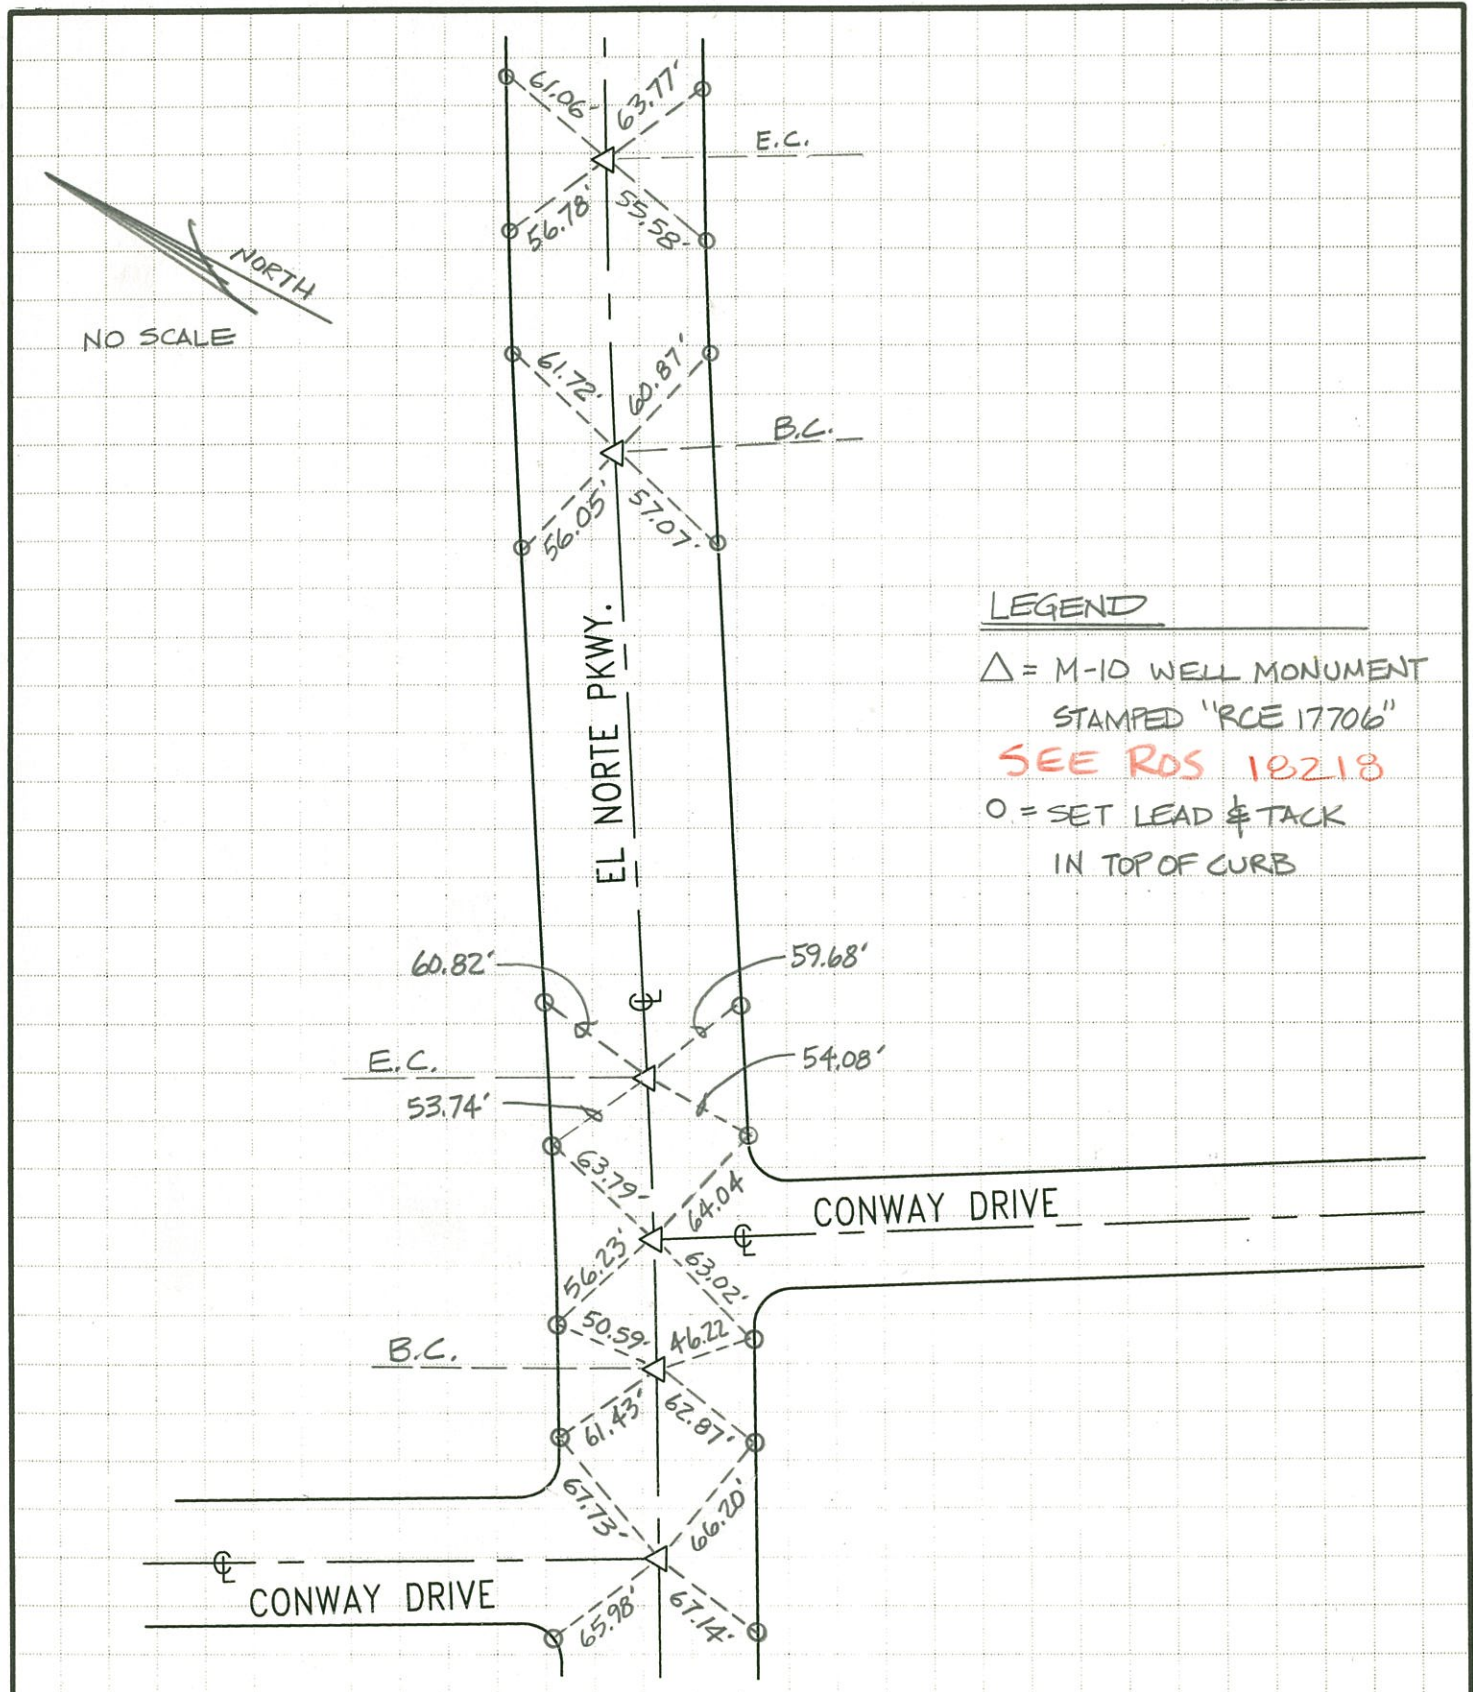 61.06'
63.77'
E.C.
56.78'
55.58'
NORTH
NO SCALE
61.72'
60.87'
B.C.
56.05'
57.07'
EL NORTE PKWY.
LEGEND
△ = M-10 WELL MONUMENT
STAMPED "RCE 17706"
SEE ROS 18218
O = SET LEAD & TACK
IN TOP OF CURB
60.82'
59.68'
℄
E.C.
54.08'
53.74'
63.79'
64.04
CONWAY DRIVE
℄
56.23'
63.02'
50.59'
46.22
B.C.
61.43'
62.87'
67.73'
66.20'
℄
CONWAY DRIVE
65.98'
67.14'